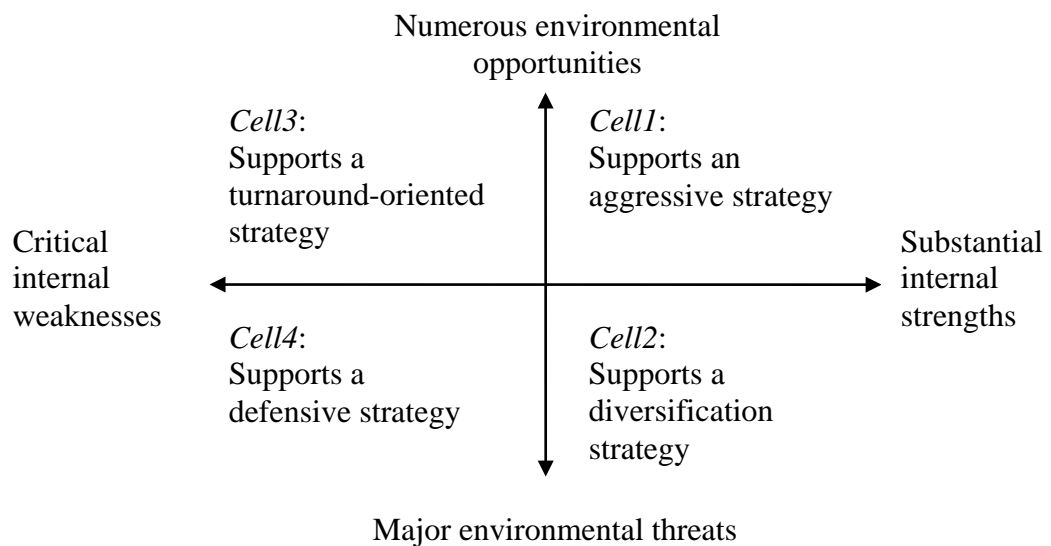 Numerous environmental
opportunities
Cell3:
Supports a
turnaround-oriented
strategy
Cell1:
Supports an
aggressive strategy
Critical
internal
weaknesses
Substantial
internal
strengths
Cell4:
Supports a
defensive strategy
Cell2:
Supports a
diversification
strategy
Major environmental threats